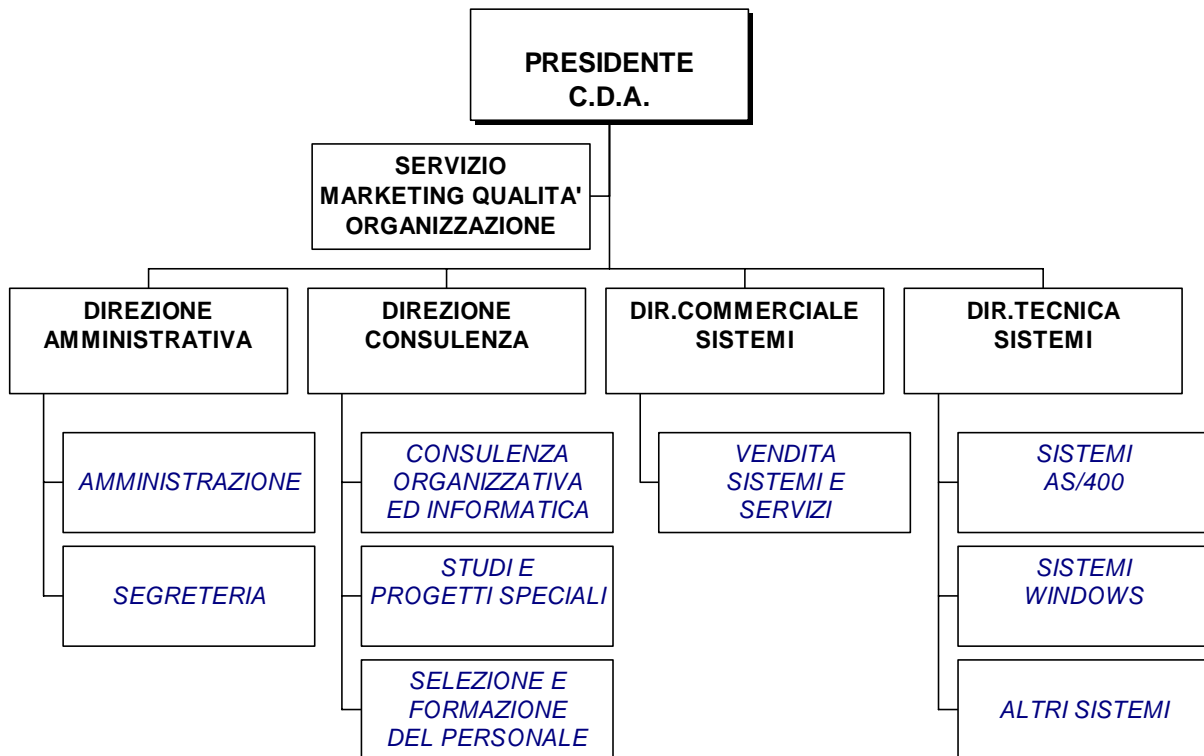 PRESIDENTE
C.D.A.
SERVIZIO
MARKETING QUALITA'
ORGANIZZAZIONE
DIREZIONE
AMMINISTRATIVA
DIREZIONE
CONSULENZA
DIR.COMMERCIALE
SISTEMI
DIR.TECNICA
SISTEMI
AMMINISTRAZIONE
SEGRETERIA
CONSULENZA
ORGANIZZATIVA
ED INFORMATICA
STUDI E
PROGETTI SPECIALI
SELEZIONE E
FORMAZIONE
DEL PERSONALE
VENDITA
SISTEMI E
SERVIZI
SISTEMI
AS/400
SISTEMI
WINDOWS
ALTRI SISTEMI